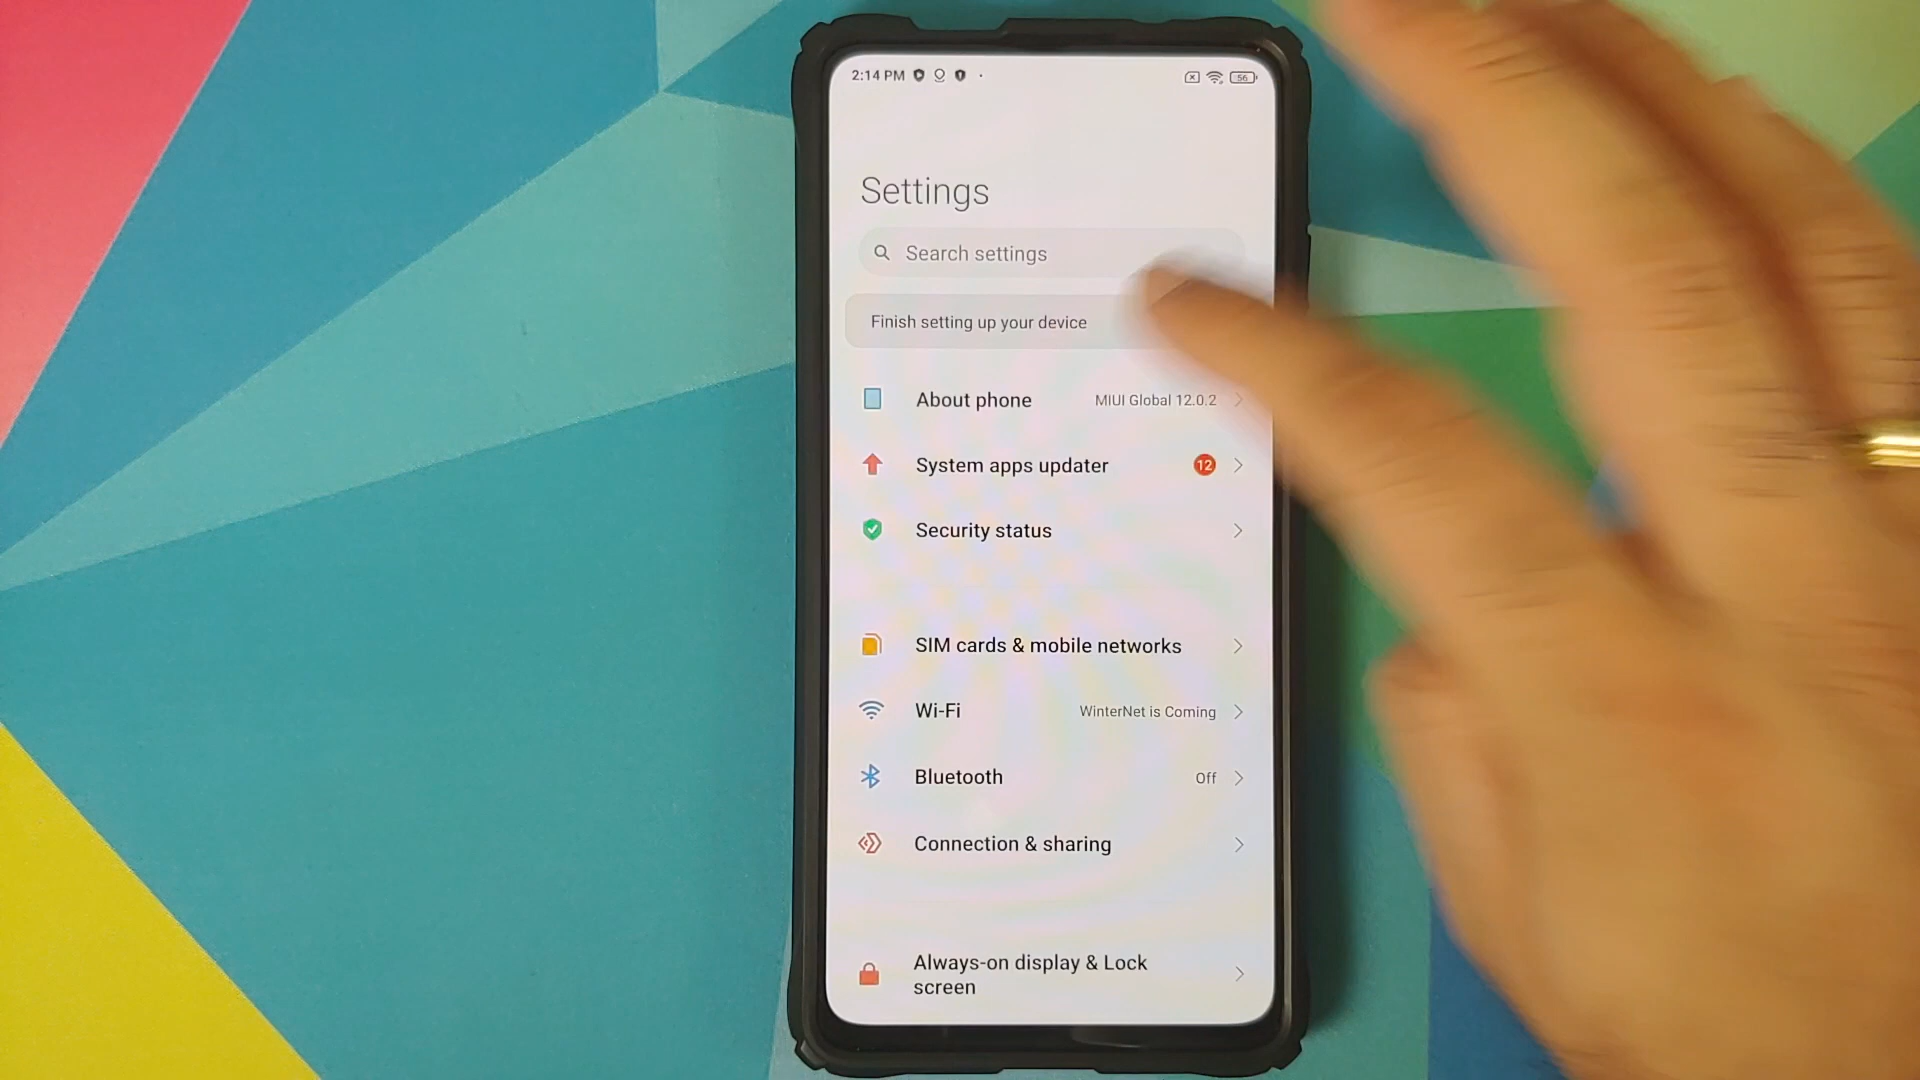 2:14 PM 56
Settings
Search settings
Finish setting up your device
About phone MIUI Global 12.0.2
System apps updater 12
Security status
SIM cards & mobile networks
Wi-Fi WinterNet is Coming
Bluetooth Off
Connection & sharing
Always-on display & Lock
screen